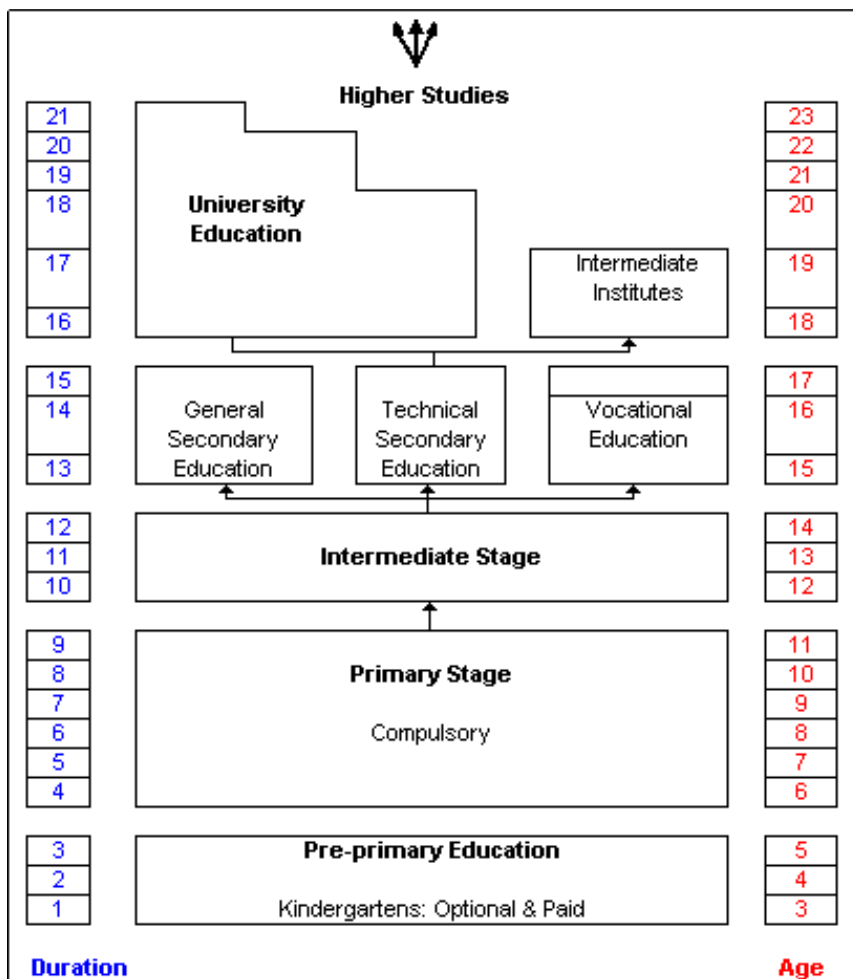 Higher Studies
21
20
19
18
17
16
University
Education
Intermediate
Institutes
23
22
21
20
19
18
15
14
13
General
Secondary
Education
Technical
Secondary
Education
Vocational
Education
17
16
15
12
11
10
Intermediate Stage
14
13
12
9
8
7
6
5
4
Primary Stage
Compulsory
11
10
9
8
7
6
3
2
1
Pre-primary Education
Kindergartens: Optional & Paid
5
4
3
Duration
Age